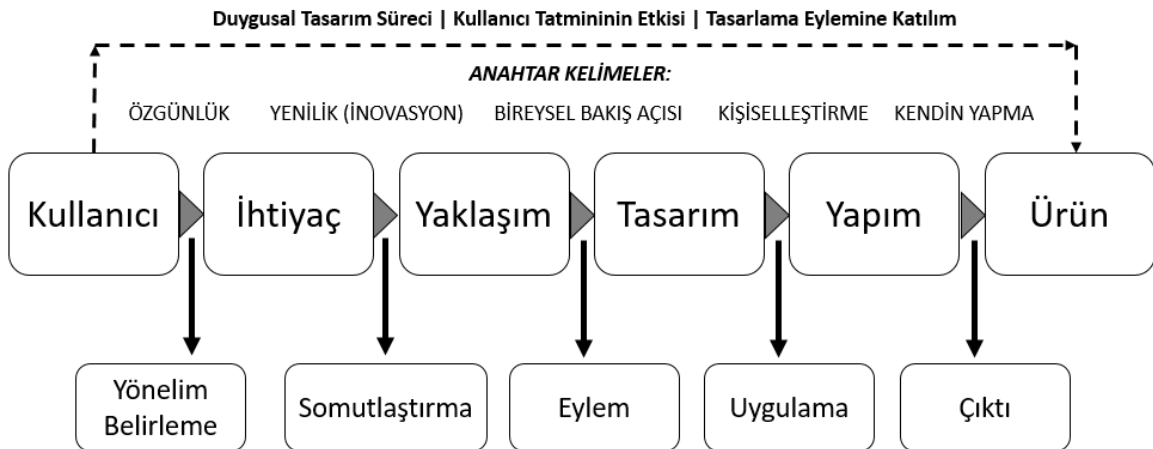 Duygusal Tasarım Süreci | Kullanıcı Tatmininin Etkisi | Tasarlama Eylemine Katılım
ANAHTAR KELİMELER:
ÖZGÜNLÜK YENİLİK (İNOVASYON) BİREYSEL BAKIŞ AÇISI KİŞİSELLEŞTİRME KENDİN YAPMA
Kullanıcı İhtiyaç Yaklaşım Tasarım Yapım Ürün
Yönelim
Belirleme
Somutlaştırma
Eylem
Uygulama
Çıktı